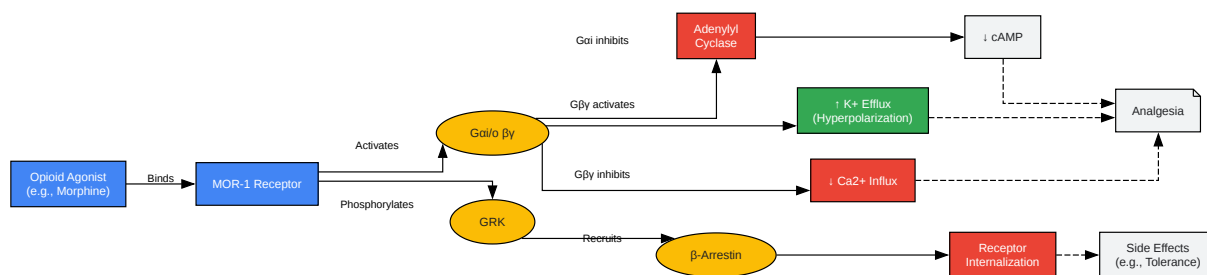 Opioid Agonist
(e.g., Morphine)
Binds
MOR-1 Receptor
Activates
Phosphorylates
Gαi/o βγ
GRK
Gαi inhibits
Gβγ activates
Gβγ inhibits
Recruits
Adenylyl
Cyclase
↑ K+ Efflux
(Hyperpolarization)
↓ Ca2+ Influx
β-Arrestin
↓ cAMP
Receptor
Internalization
Analgesia
Side Effects
(e.g., Tolerance)